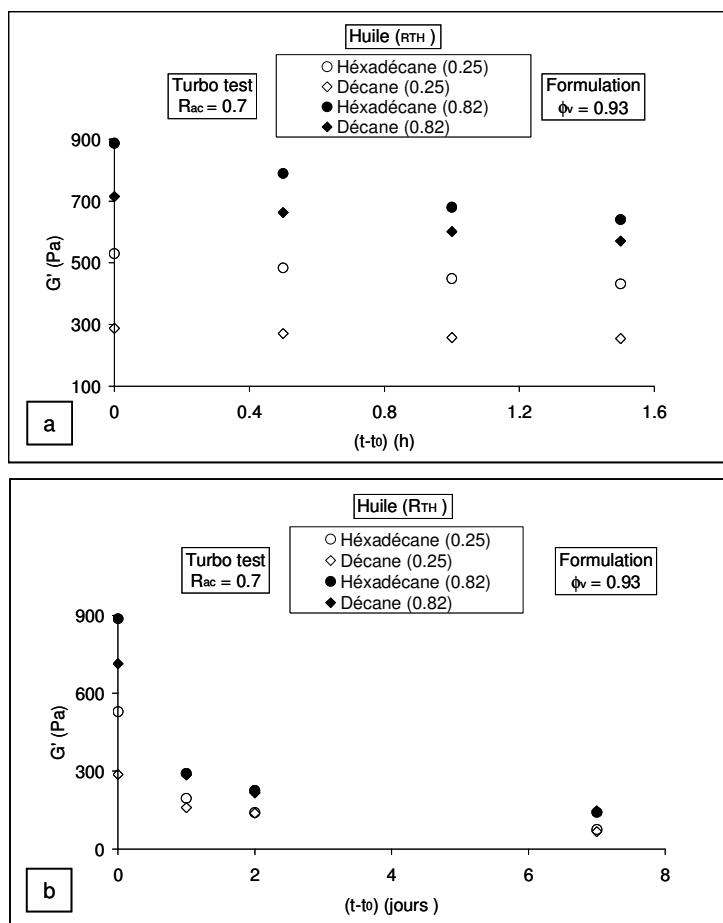 Huile (RTH)
Turbo test
Rac = 0.7
○ Héxadécane (0.25)
◇ Décane (0.25)
● Héxadécane (0.82)
◆ Décane (0.82)
Formulation
ϕv = 0.93
900
700
500
300
100
G' (Pa)
0
0.4
0.8
1.2
1.6
(t-t0) (h)
a
Huile (RTH )
Turbo test
Rac = 0.7
○ Héxadécane (0.25)
◇ Décane (0.25)
● Héxadécane (0.82)
◆ Décane (0.82)
Formulation
ϕv = 0.93
900
600
300
0
G' (Pa)
0
2
4
6
8
(t-t0) (jours )
b